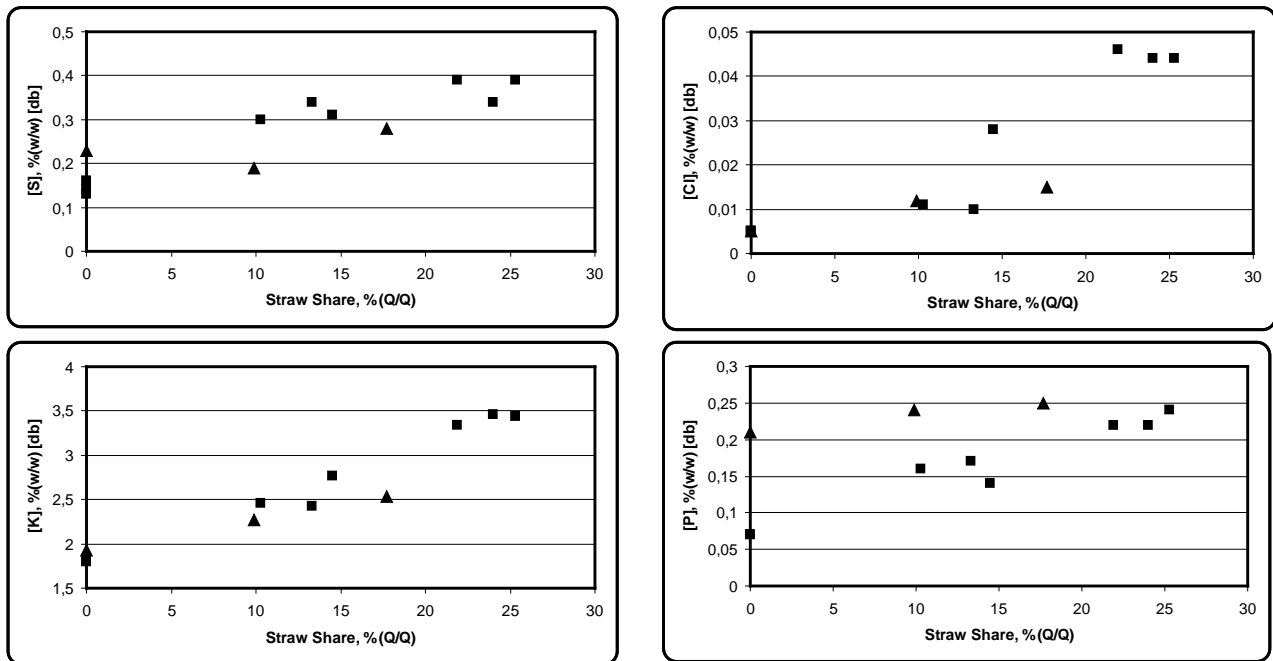 0,5
0,4
0,3
0,2
0,1
0
[S], %(w/w) [db]
0 5 10 15 20 25 30
Straw Share, %(Q/Q)
0,05
0,04
0,03
0,02
0,01
0
[Cl], %(w/w) [db]
0 5 10 15 20 25 30
Straw Share, %(Q/Q)
4
3,5
3
2,5
2
1,5
[K], %(w/w) [db]
0 5 10 15 20 25 30
Straw Share, %(Q/Q)
0,3
0,25
0,2
0,15
0,1
0,05
0
[P], %(w/w) [db]
0 5 10 15 20 25 30
Straw Share, %(Q/Q)